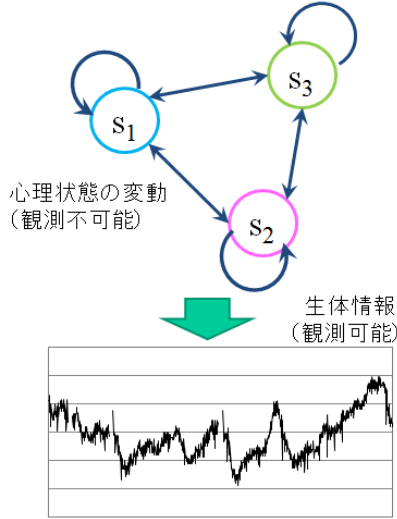 S3
S1
心理状態の変動
(観測不可能)
S2
生体情報
(観測可能)